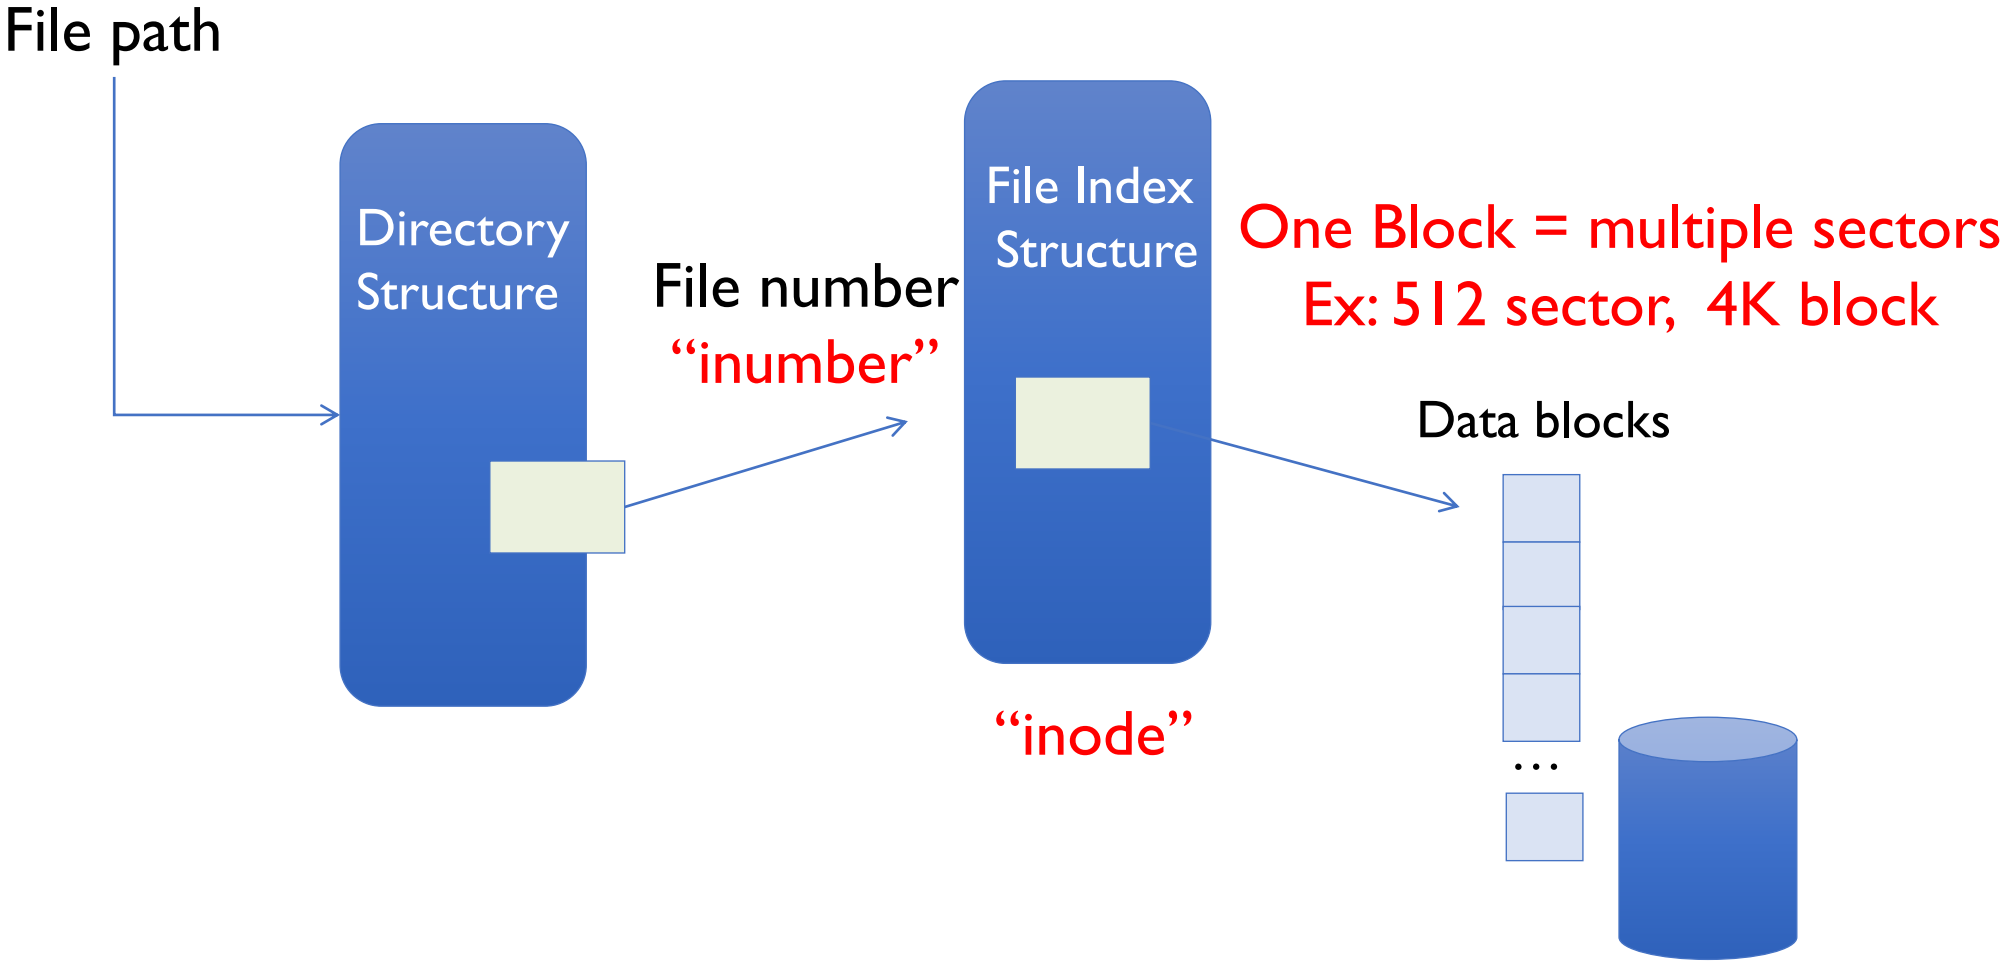 File path
Directory
Structure
File number
“inumber”
File Index
Structure
“inode”
One Block = multiple sectors
Ex: 512 sector, 4K block
Data blocks
…